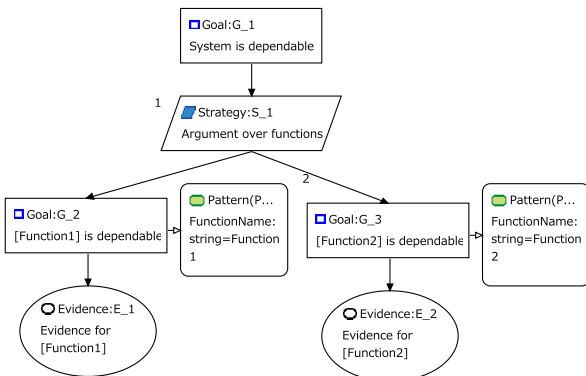 Goal:G_1
System is dependable
1
Strategy:S_1
Argument over functions
2
Goal:G_2
[Function1] is dependable
Pattern(P...
FunctionName:
string=Function
1
Goal:G_3
[Function2] is dependable
Pattern(P...
FunctionName:
string=Function
2
Evidence:E_1
Evidence for
[Function1]
Evidence:E_2
Evidence for
[Function2]